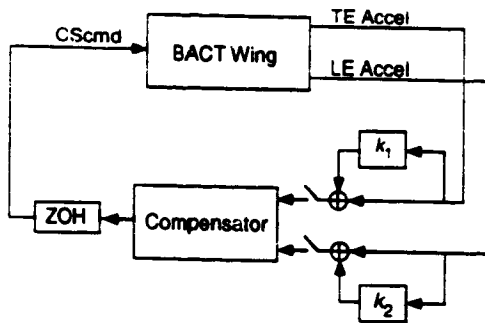 TE Accel
CScmd
BACT Wing
LE Accel
k1
ZOH
Compensator
k2